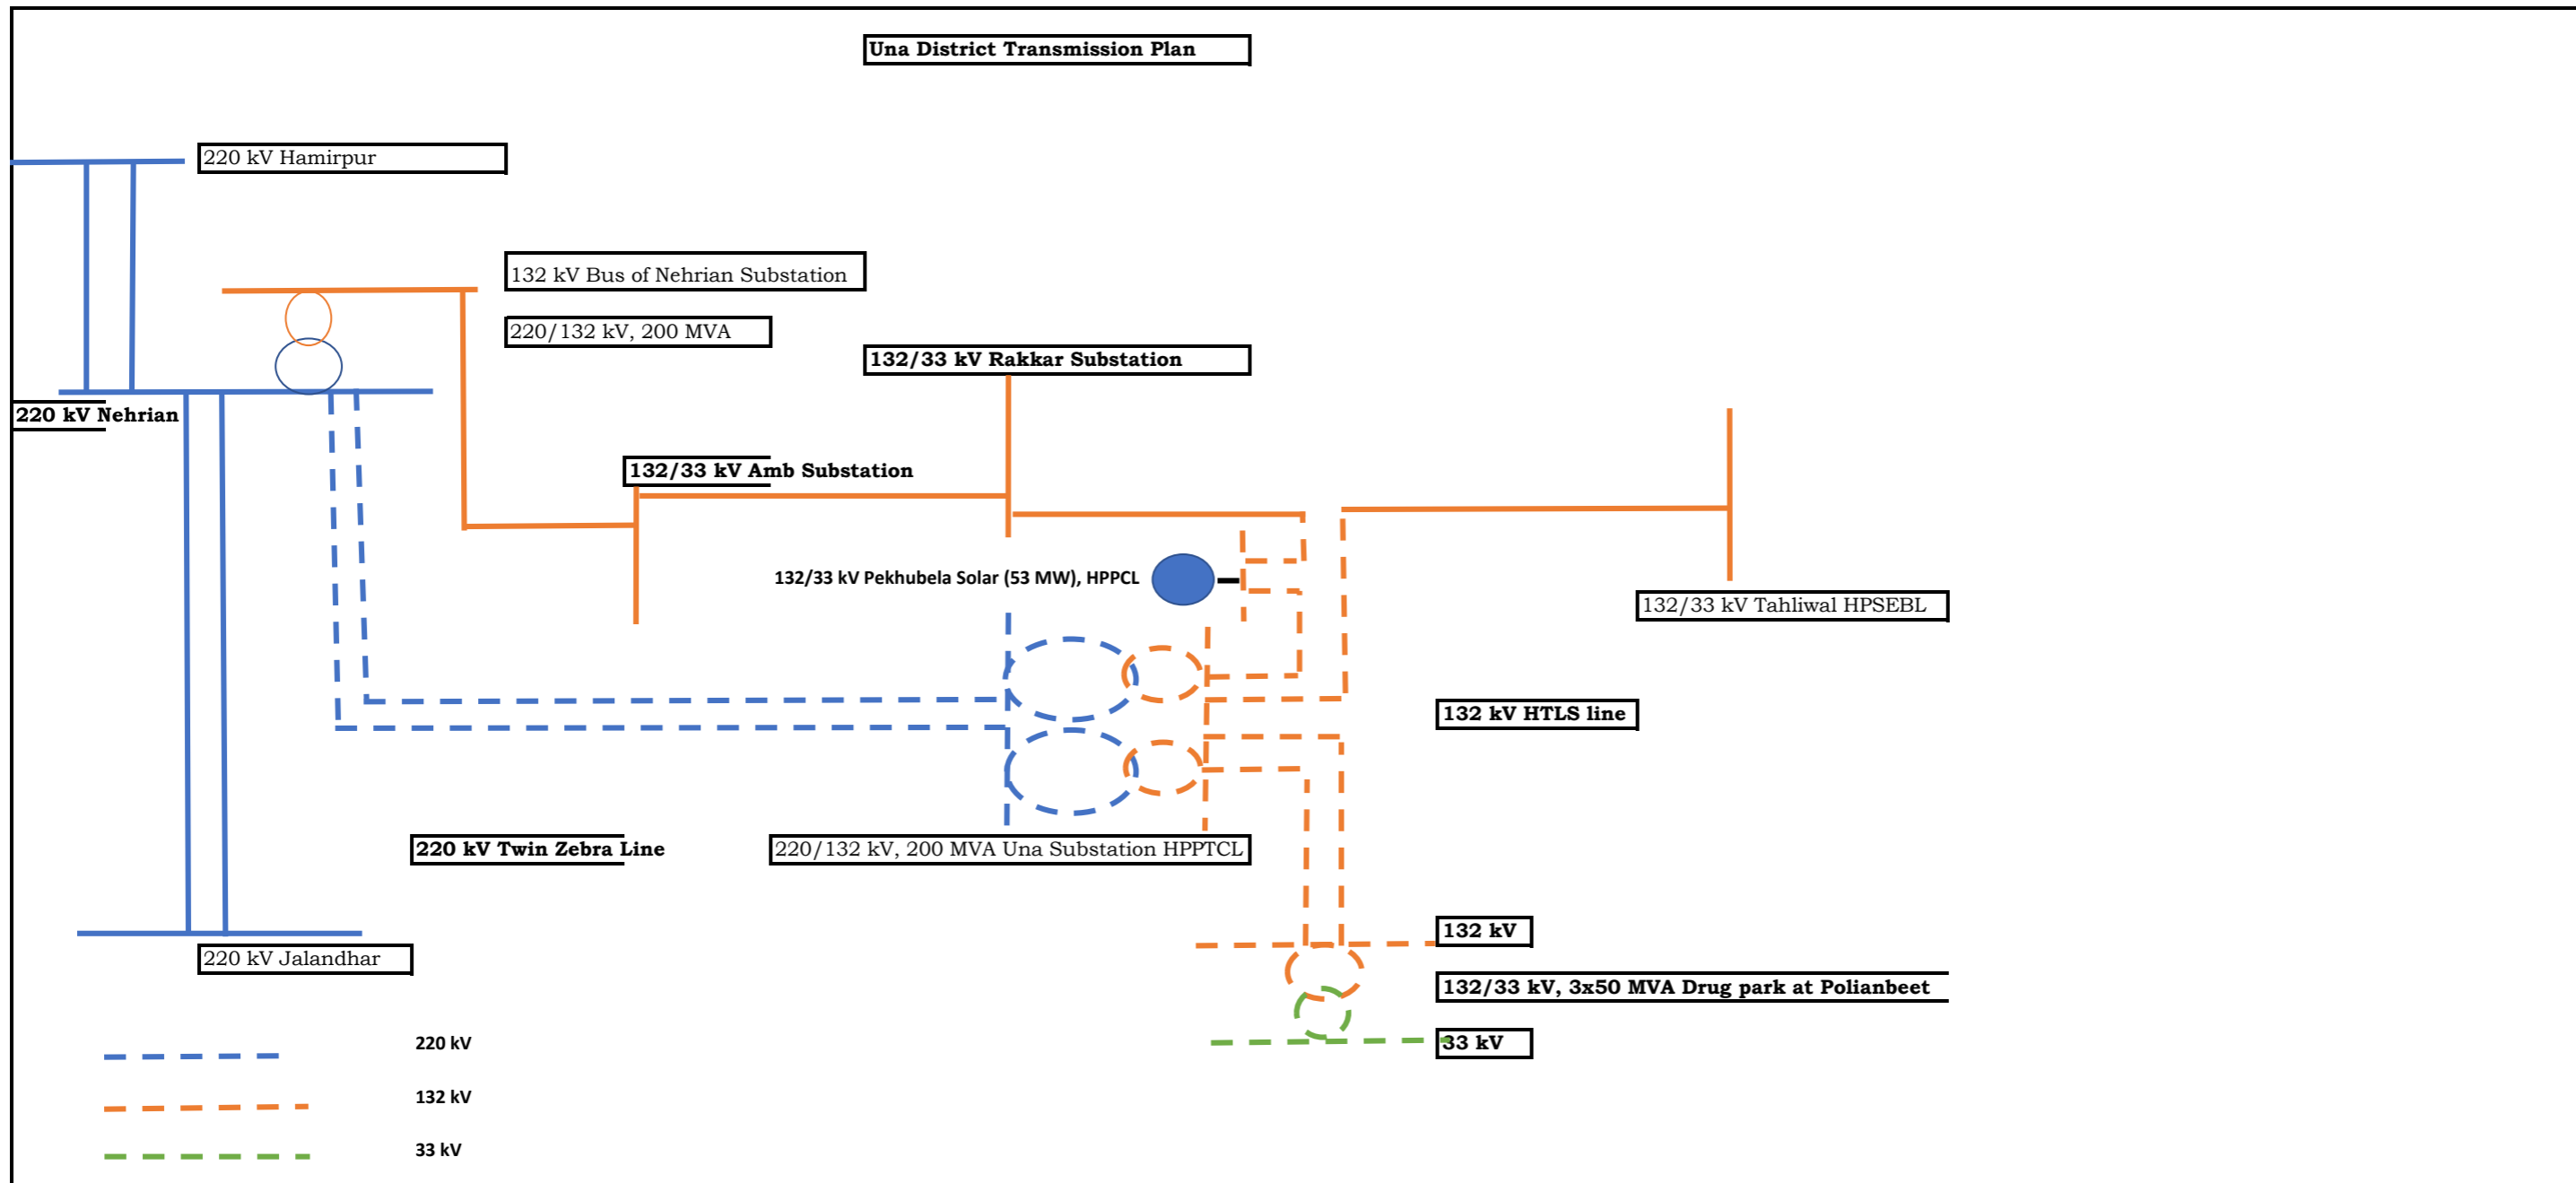 Una District Transmission Plan
220 kV Hamirpur
132 kV Bus of Nehrian Substation
220/132 kV, 200 MVA
132/33 kV Rakkar Substation
220 kV Nehrian
132/33 kV Amb Substation
132/33 kV Pekhubela Solar (53 MW), HPPCL
132/33 kV Tahliwal HPSEBL
132 kV HTLS line
220 kV Twin Zebra Line
220/132 kV, 200 MVA Una Substation HPPTCL
132 kV
220 kV Jalandhar
132/33 kV, 3x50 MVA Drug park at Polianbeet
33 kV
220 kV
132 kV
33 kV